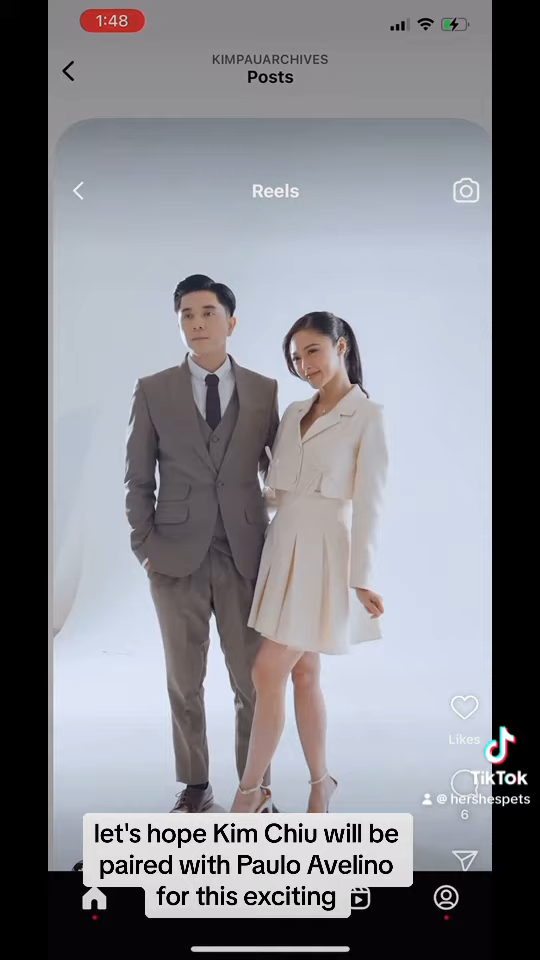 1:48
KIMPAUARCHIVES
Posts
Reels
Likes
TikTok
@ hershespets
6
let's hope Kim Chiu will be
paired with Paulo Avelino
for this exciting